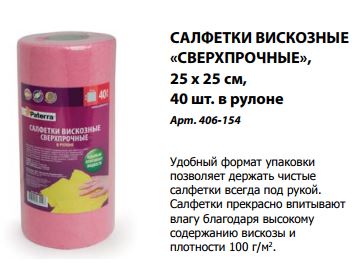 САЛФЕТКИ ВИСКОЗНЫЕ
«СВЕРХПРОЧНЫЕ»,
25 x 25 см,
40 шт. в рулоне
Арт. 406-154
Удобный формат упаковки
позволяет держать чистые
салфетки всегда под рукой.
Салфетки прекрасно впитывают
влагу благодаря высокому
содержанию вискозы и
плотности 100 г/м².
40
Paterra
САЛФЕТКИ ВИСКОЗНЫЕ
СВЕРХПРОЧНЫЕ
В РУЛОНЕ